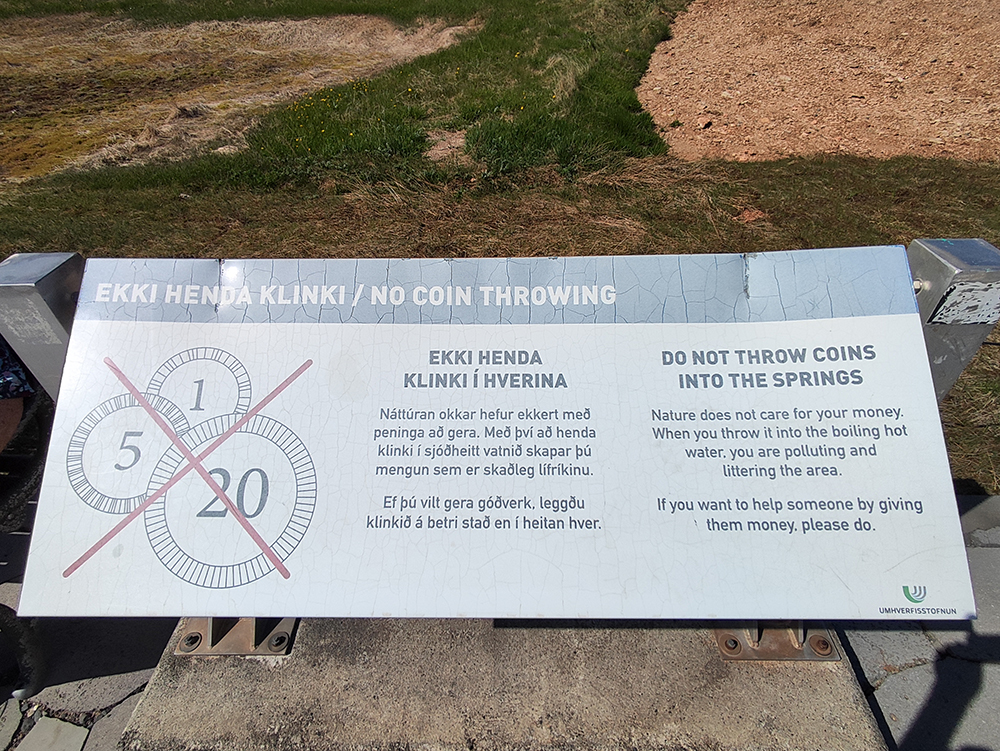 EKKI HENDA KLINKI / NO COIN THROWING
1
5
20
EKKI HENDA
KLINKI Í HVERINA
Náttúran okkar hefur ekkert með
peninga að gera. Með því að henda
klinki í sjóðheitt vatnið skapar þú
mengun sem er skaðleg lífríkinu.
Ef þú vilt gera góðverk, leggðu
klinkið á betri stað en í heitan hver.
DO NOT THROW COINS
INTO THE SPRINGS
Nature does not care for your money.
When you throw it into the boiling hot
water, you are polluting and
littering the area.
If you want to help someone by giving
them money, please do.
UMHVERFISSTOFNUN